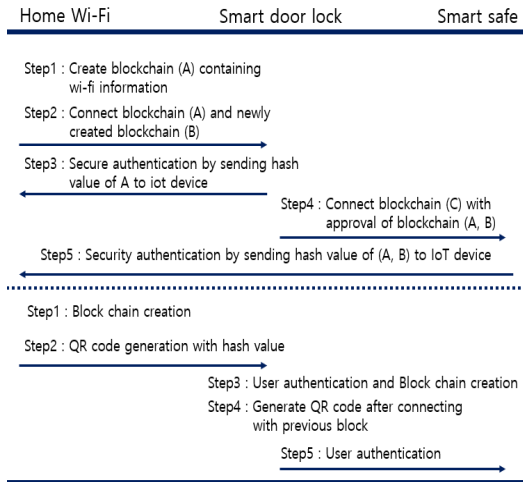 Home Wi-Fi Smart door lock Smart safe
Step1 : Create blockchain (A) containing
wi-fi information
Step2 : Connect blockchain (A) and newly
created blockchain (B)
Step3 : Secure authentication by sending hash
value of A to iot device
Step4 : Connect blockchain (C) with
approval of blockchain (A, B)
Step5 : Security authentication by sending hash value of (A, B) to IoT device
Step1 : Block chain creation
Step2 : QR code generation with hash value
Step3 : User authentication and Block chain creation
Step4 : Generate QR code after connecting
with previous block
Step5 : User authentication